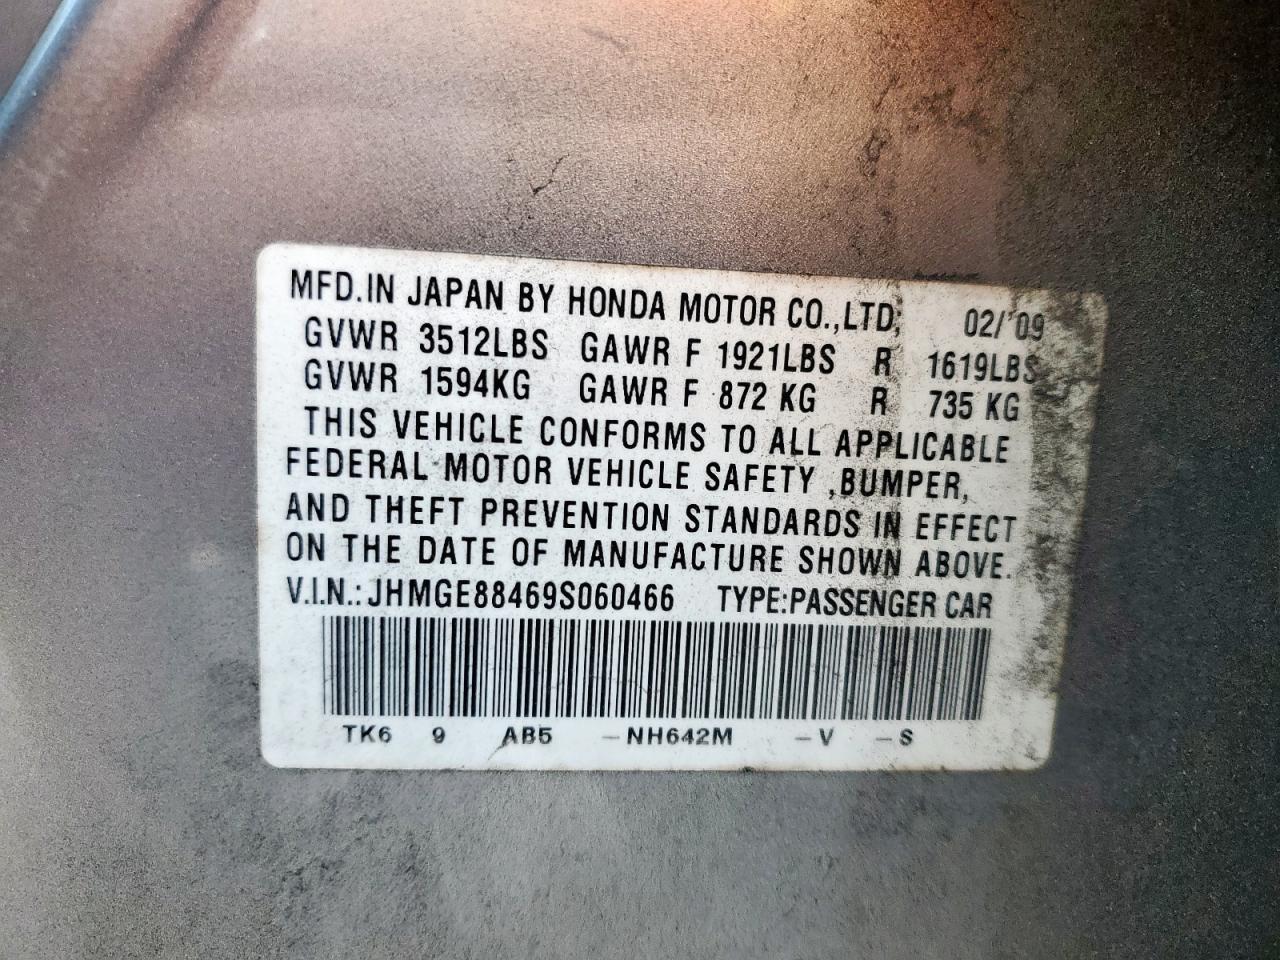 MFD.IN JAPAN BY HONDA MOTOR CO.,LTD, 02/'09
GVWR 3512LBS GAWR F 1921LBS R 1619LBS
GVWR 1594KG GAWR F 872 KG R 735 KG
THIS VEHICLE CONFORMS TO ALL APPLICABLE
FEDERAL MOTOR VEHICLE SAFETY ,BUMPER,
AND THEFT PREVENTION STANDARDS IN EFFECT
ON THE DATE OF MANUFACTURE SHOWN ABOVE.
V.I.N.: JHMGE88469S060466 TYPE:PASSENGER CAR
TK6 9 AB5 -NH642M -V -S